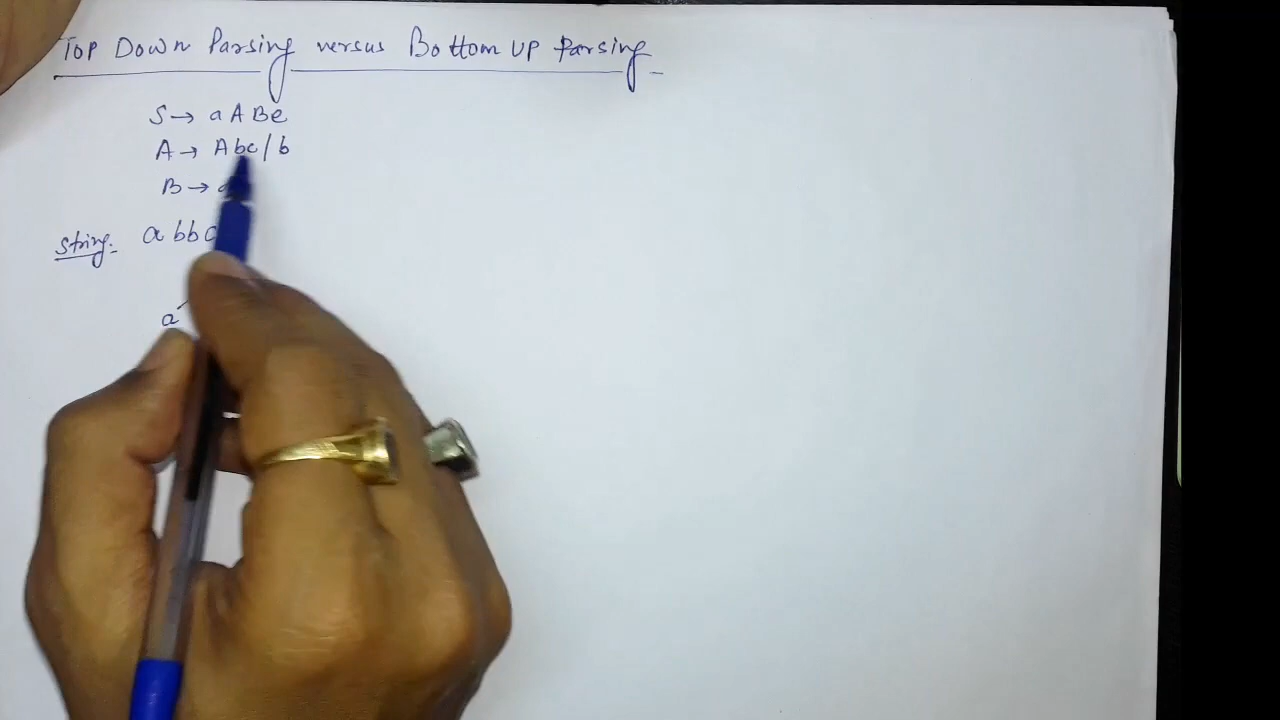 Top Down Parsing versus Bottom up Parsing
S → a A B e
A → A b c / b
B →
String:- a b b c
a